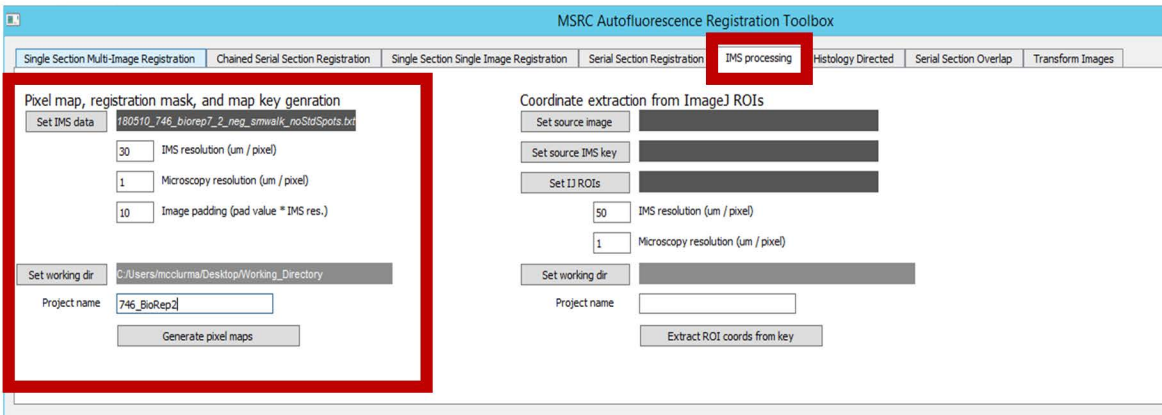 MSRC Autofluorescence Registration Toolbox
Single Section Multi-Image Registration Chained Serial Section Registration Single Section Single Image Registration Serial Section Registration IMS processing Histology Directed Serial Section Overlap Transform Images
Pixel map, registration mask, and map key genration
Set IMS data 180510_746_biorep7_2_neg_smwalk_noStdSpots.txt
30 IMS resolution (um / pixel)
1 Microscopy resolution (um / pixel)
10 Image padding (pad value * IMS res.)
Set working dir C:/Users/mcclurma/Desktop/Working_Directory
Project name 746_BioRep2
Generate pixel maps
Coordinate extraction from ImageJ ROIs
Set source image
Set source IMS key
Set IJ ROIs
50 IMS resolution (um / pixel)
1 Microscopy resolution (um / pixel)
Set working dir
Project name
Extract ROI coords from key